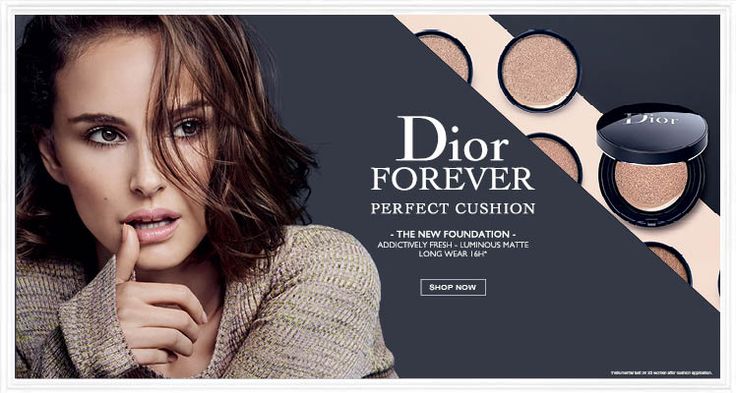 Dior
FOREVER
PERFECT CUSHION
- THE NEW FOUNDATION -
ADDICTIVELY FRESH - LUMINOUS MATTE
LONG WEAR 16H*
SHOP NOW
Dior